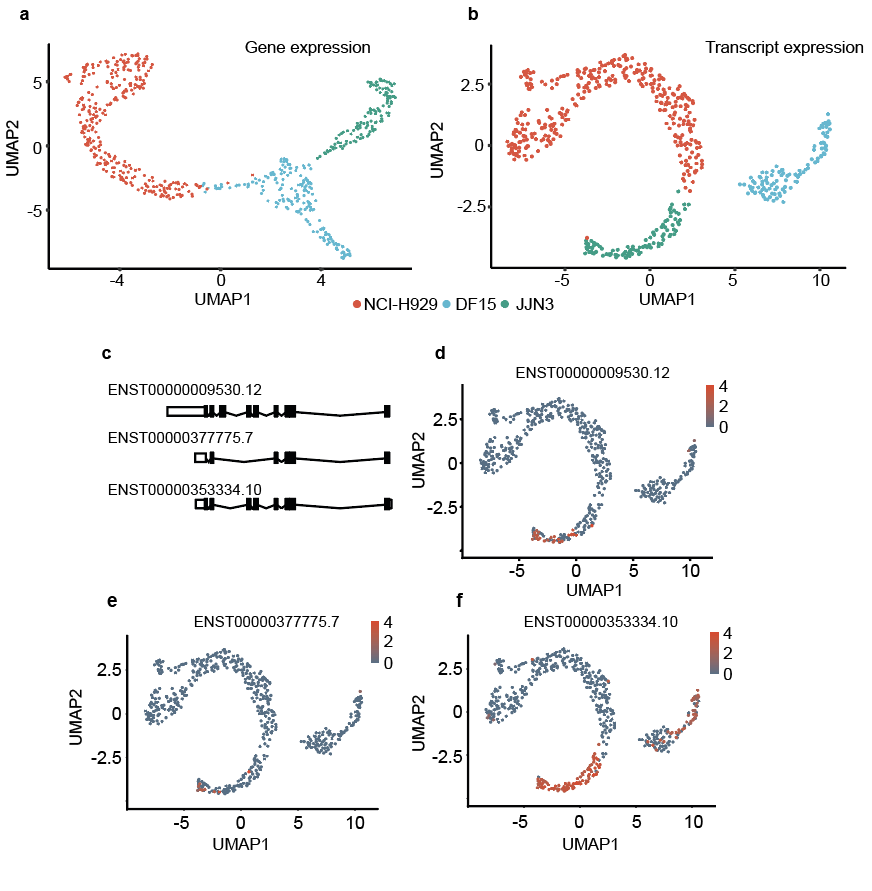 a
Gene expression
UMAP2
5
0
-5
-4
0
4
UMAP1
b
Transcript expression
UMAP2
2.5
0
-2.5
-5
0
5
10
UMAP1
NCI-H929 DF15 JJN3
c
ENST00000009530.12
ENST00000377775.7
ENST00000353334.10
d
ENST00000009530.12
4
2
0
UMAP2
2.5
0
-2.5
-5
0
5
10
UMAP1
e
ENST00000377775.7
4
2
0
UMAP2
2.5
0
-2.5
-5
0
5
10
UMAP1
f
ENST00000353334.10
4
2
0
UMAP2
2.5
0
-2.5
-5
0
5
10
UMAP1